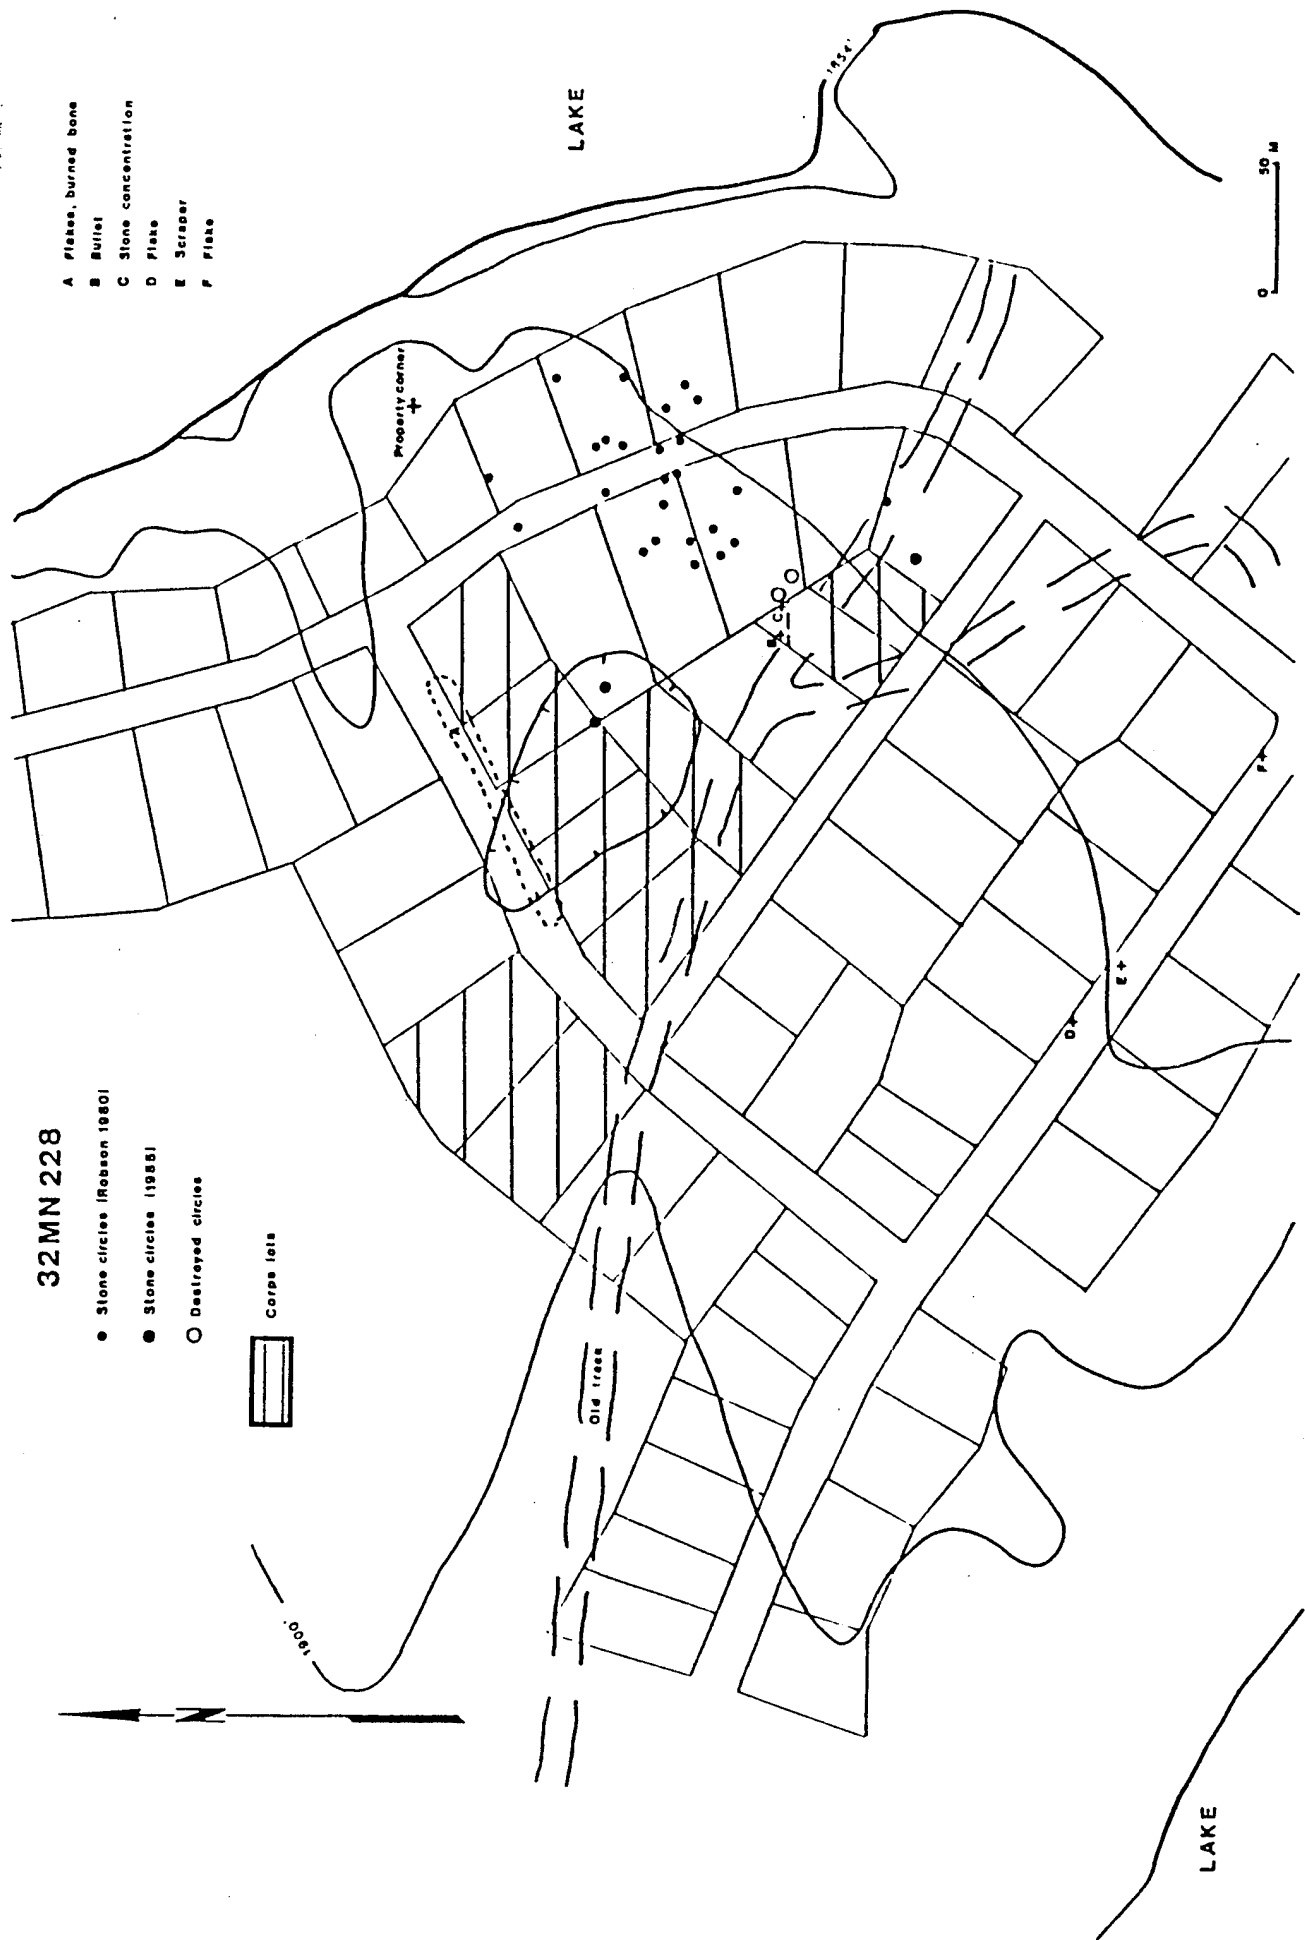 32MN 228
Stone circles (Robson 1980)
Stone circles (1985)
Destroyed circles
Corps lots
A Flakes, burned bone
B Bullet
C Stone concentration
D Flake
E Scraper
F Flake
N
1900'
LAKE
Property corner
Old trees
B
C
D
E
F
LAKE
0 50 M